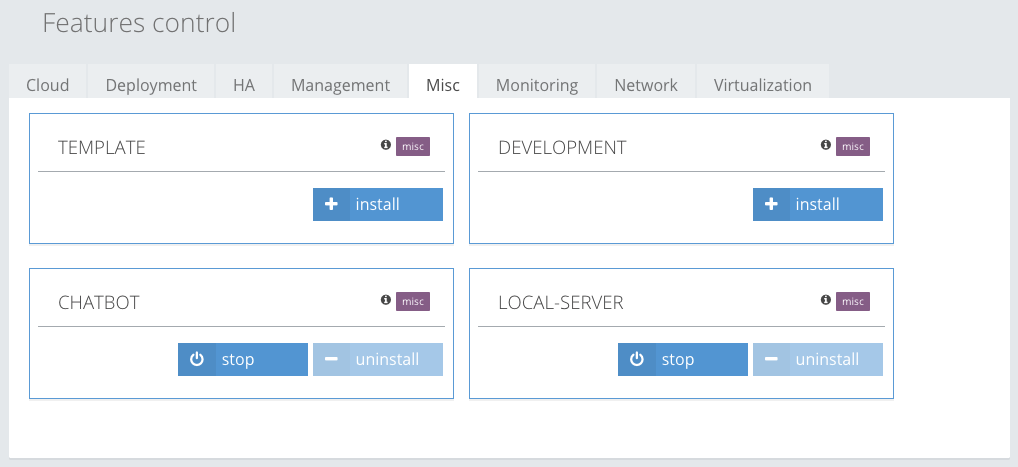 Features control
Cloud Deployment HA Management Misc Monitoring Network Virtualization
TEMPLATE misc
install
DEVELOPMENT misc
install
CHATBOT misc
stop uninstall
LOCAL-SERVER misc
stop uninstall